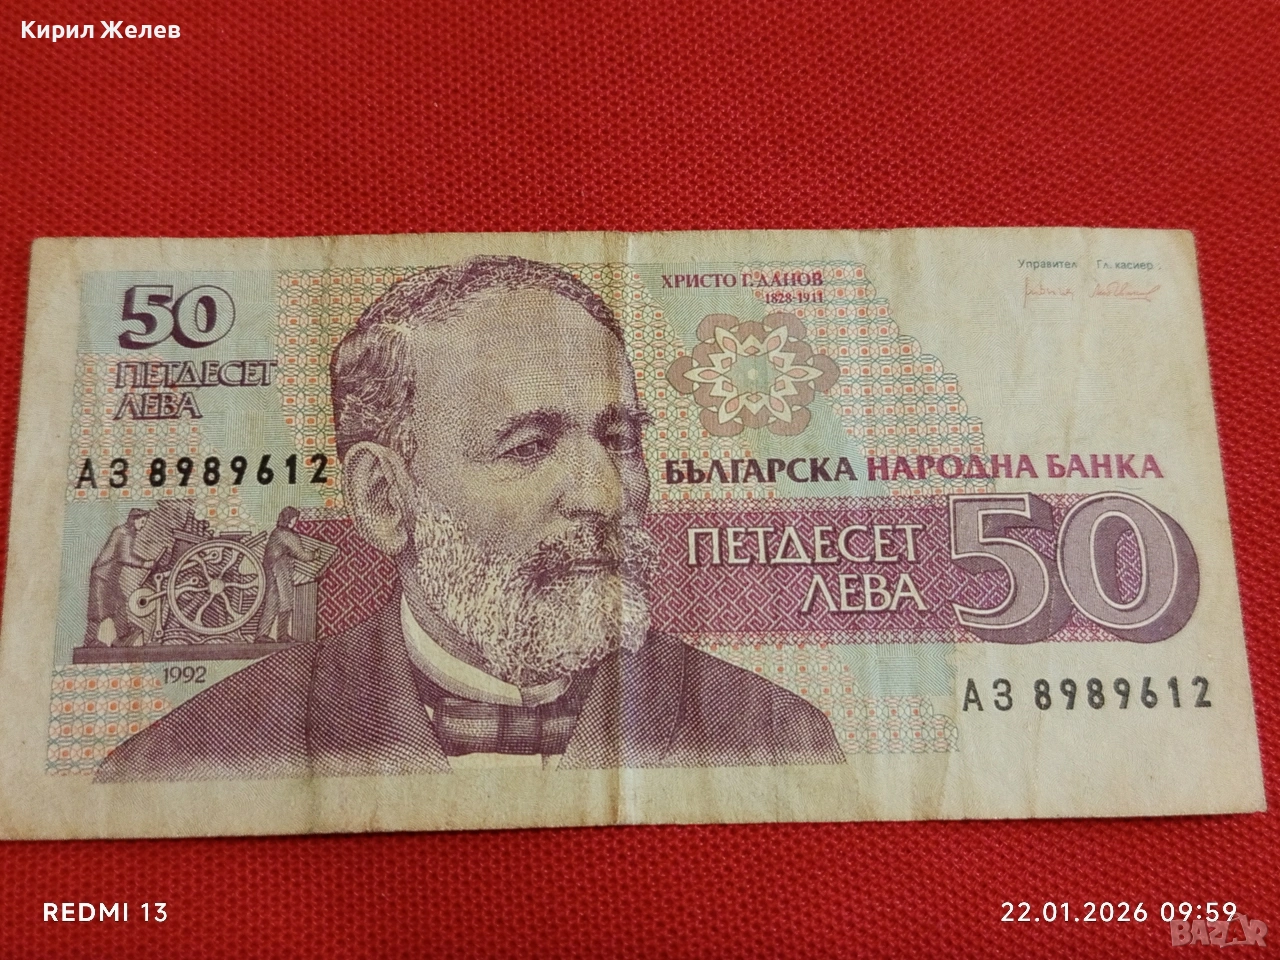 Кирил Желев
ХРИСТО Г. ДАНОВ
1828-1911
Управител Гл. касиер
50
ПЕТДЕСЕТ
ЛЕВА
АЗ 8989612
БЪЛГАРСКА НАРОДНА БАНКА
ПЕТДЕСЕТ
ЛЕВА
50
1992
АЗ 8989612
REDMI 13
22.01.2026 09:59
BAZAR